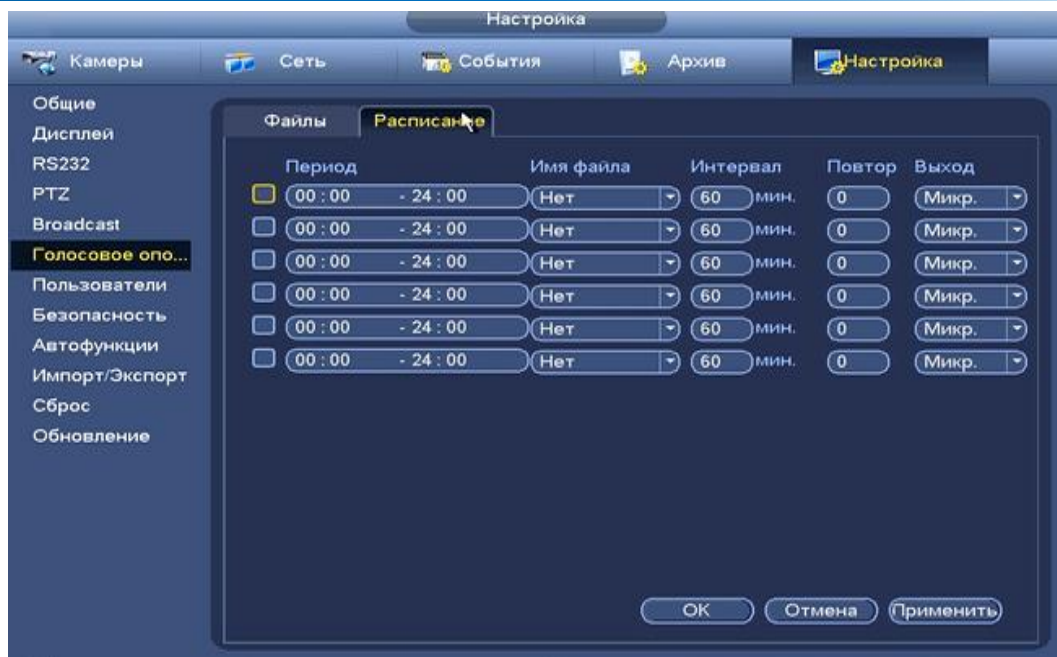 Настройка
Камеры Сеть События Архив Настройка
Общие
Дисплей
RS232
PTZ
Broadcast
Голосовое опо...
Пользователи
Безопасность
Автофункции
Импорт/Экспорт
Сброс
Обновление
Файлы Расписание
Период Имя файла Интервал Повтор Выход
00 : 00 - 24 : 00 Нет 60 мин. 0 Микр.
00 : 00 - 24 : 00 Нет 60 мин. 0 Микр.
00 : 00 - 24 : 00 Нет 60 мин. 0 Микр.
00 : 00 - 24 : 00 Нет 60 мин. 0 Микр.
00 : 00 - 24 : 00 Нет 60 мин. 0 Микр.
00 : 00 - 24 : 00 Нет 60 мин. 0 Микр.
OK Отмена Применить